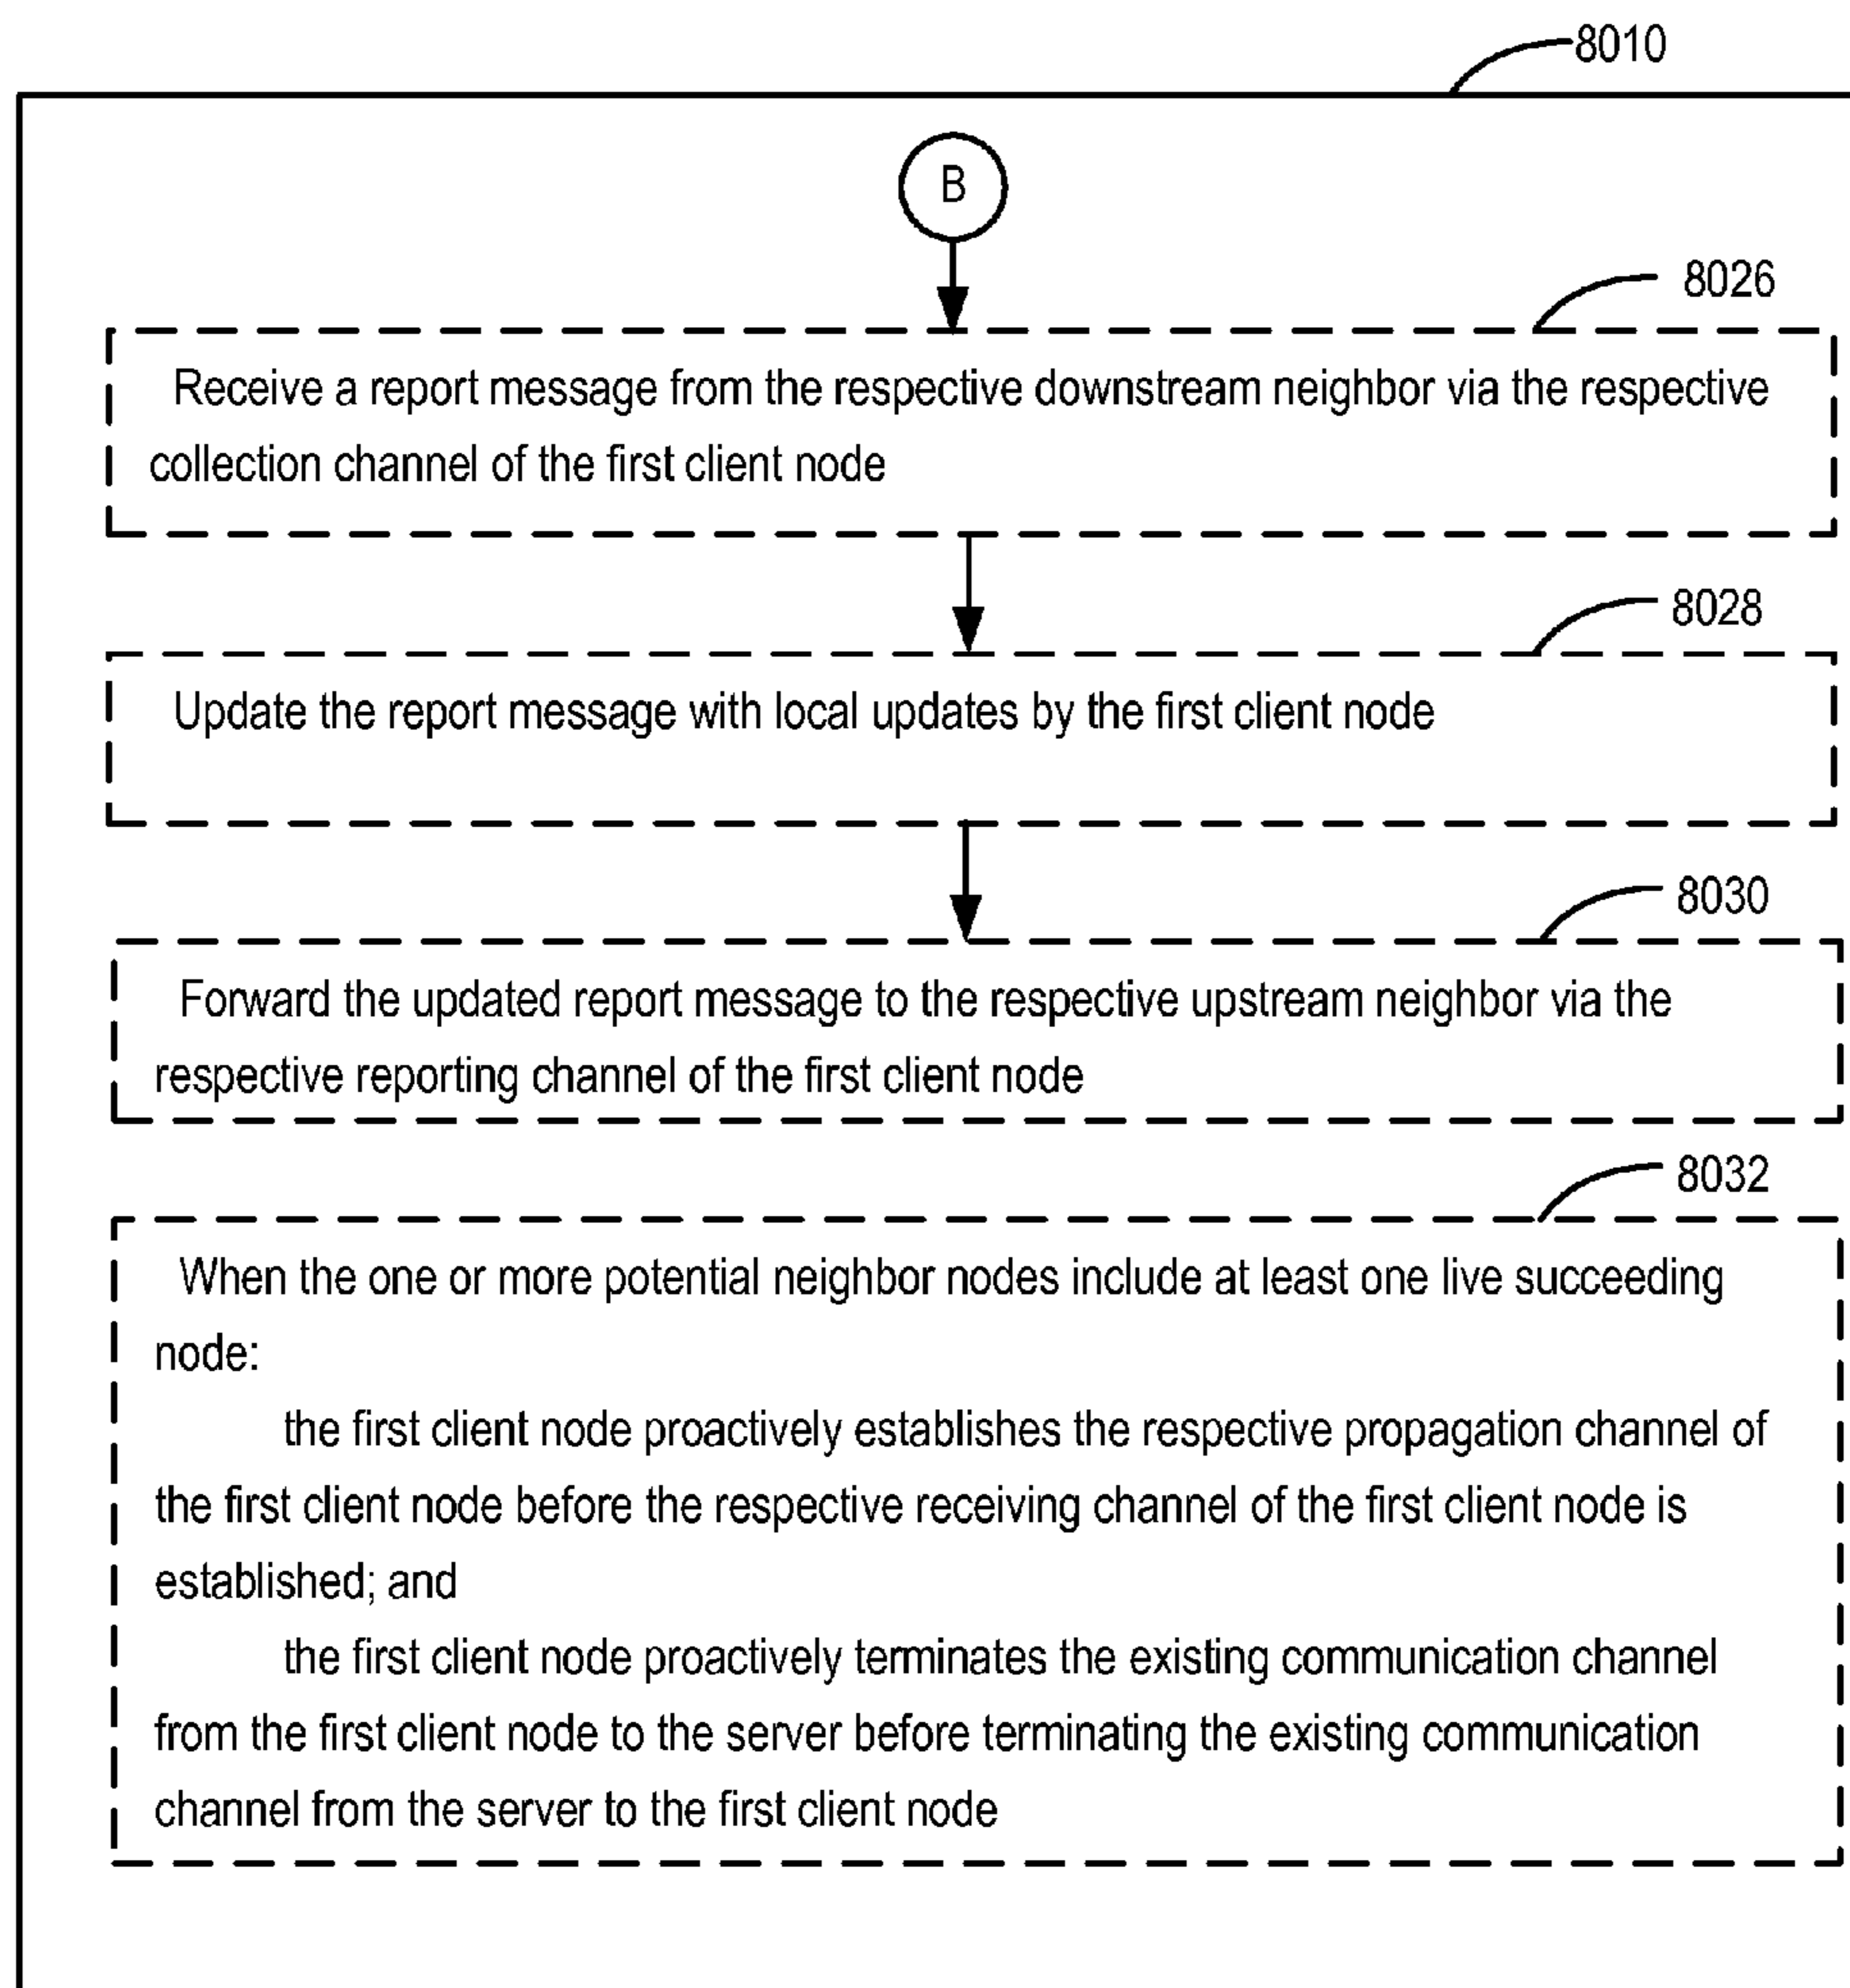 8010
B
8026
Receive a report message from the respective downstream neighbor via the respective
collection channel of the first client node
8028
Update the report message with local updates by the first client node
8030
Forward the updated report message to the respective upstream neighbor via the
respective reporting channel of the first client node
8032
When the one or more potential neighbor nodes include at least one live succeeding
node:
the first client node proactively establishes the respective propagation channel of
the first client node before the respective receiving channel of the first client node is
established; and
the first client node proactively terminates the existing communication channel
from the first client node to the server before terminating the existing communication
channel from the server to the first client node